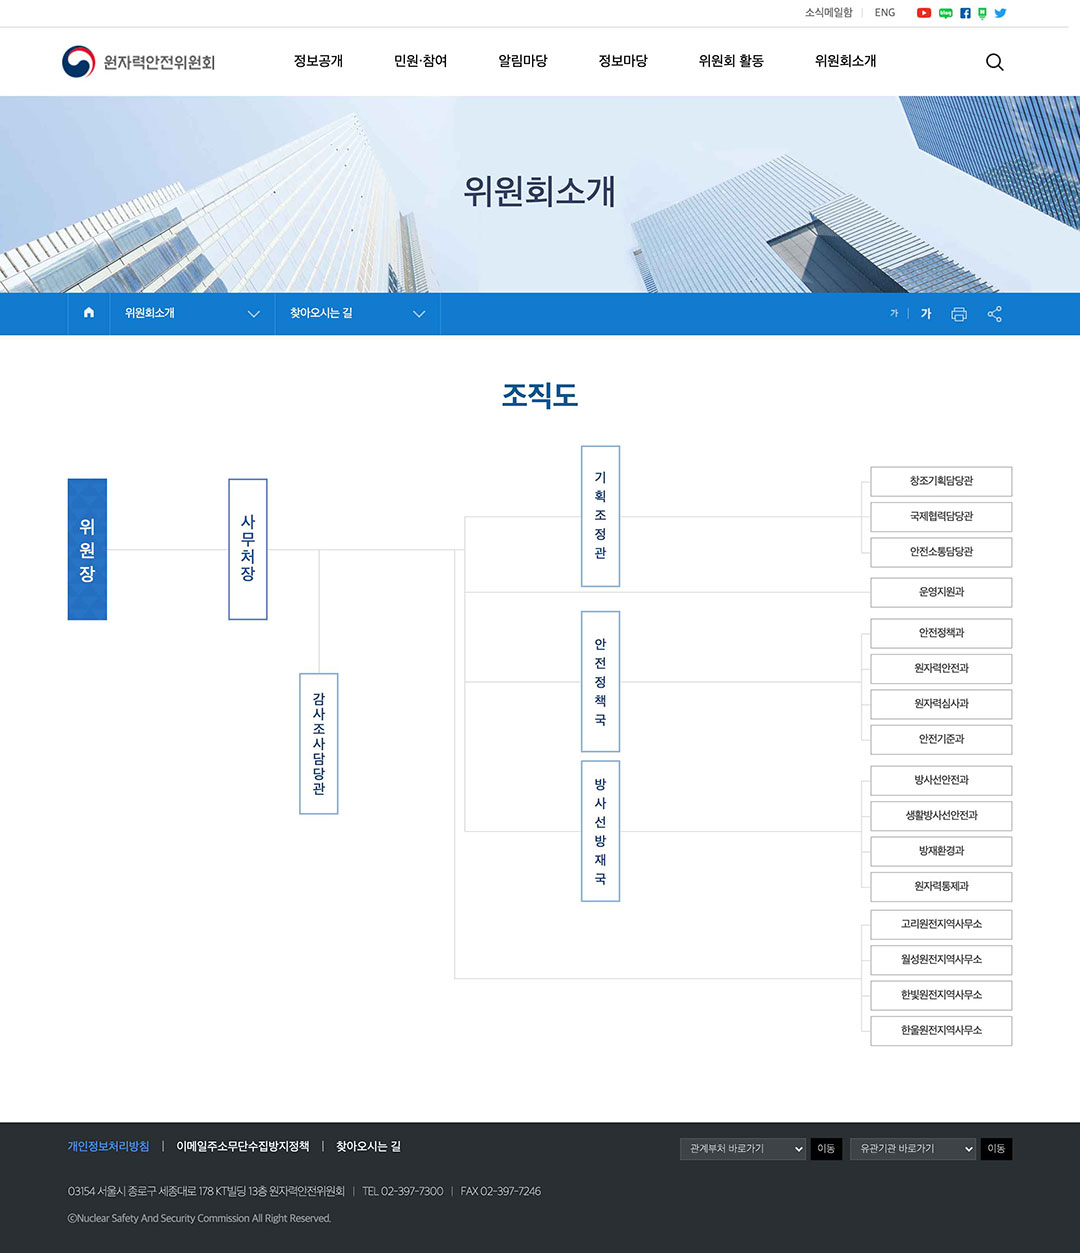 소식메일함 | ENG
blog
원자력안전위원회
정보공개 민원·참여 알림마당 정보마당 위원회 활동 위원회소개
위원회소개
위원회소개 찾아오시는 길 가 | 가
조직도
위원장
사무처장
감사조사담당관
기획조정관
창조기획담당관
국제협력담당관
안전소통담당관
운영지원과
안전정책국
안전정책과
원자력안전과
원자력심사과
안전기준과
방사선방재국
방사선안전과
생활방사선안전과
방재환경과
원자력통제과
고리원전지역사무소
월성원전지역사무소
한빛원전지역사무소
한울원전지역사무소
개인정보처리방침 | 이메일주소무단수집방지정책 | 찾아오시는 길
관계부처 바로가기 이동 유관기관 바로가기 이동
03154 서울시 종로구 세종대로 178 KT빌딩 13층 원자력안전위원회 | TEL 02-397-7300 | FAX 02-397-7246
ⓒNuclear Safety And Security Commission All Right Reserved.